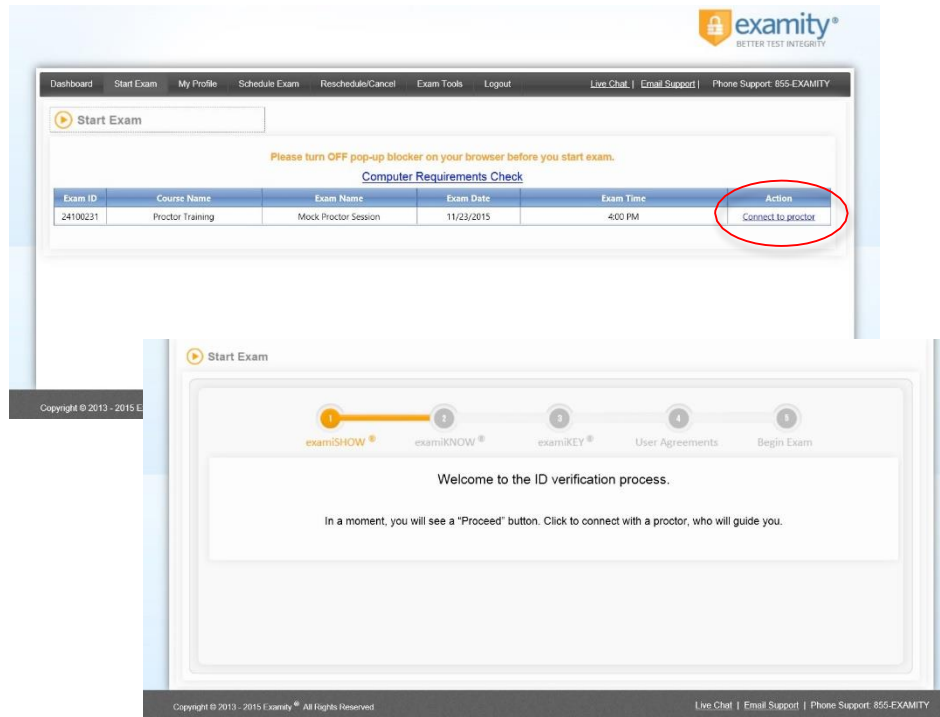 examity®
BETTER TEST INTEGRITY
Dashboard Start Exam My Profile Schedule Exam Reschedule/Cancel Exam Tools Logout Live Chat | Email Support | Phone Support: 855-EXAMITY
Start Exam
Please turn OFF pop-up blocker on your browser before you start exam.
Computer Requirements Check
Exam ID Course Name Exam Name Exam Date Exam Time Action
24100231 Proctor Training Mock Proctor Session 11/23/2015 4:00 PM Connect to proctor
Copyright © 2013 - 2015 E
Start Exam
1 2 3 4 5
examiSHOW ® examiKNOW ® examiKEY ® User Agreements Begin Exam
Welcome to the ID verification process.
In a moment, you will see a “Proceed” button. Click to connect with a proctor, who will guide you.
Copyright © 2013 - 2015 Examity ® All Rights Reserved Live Chat | Email Support | Phone Support: 855-EXAMITY